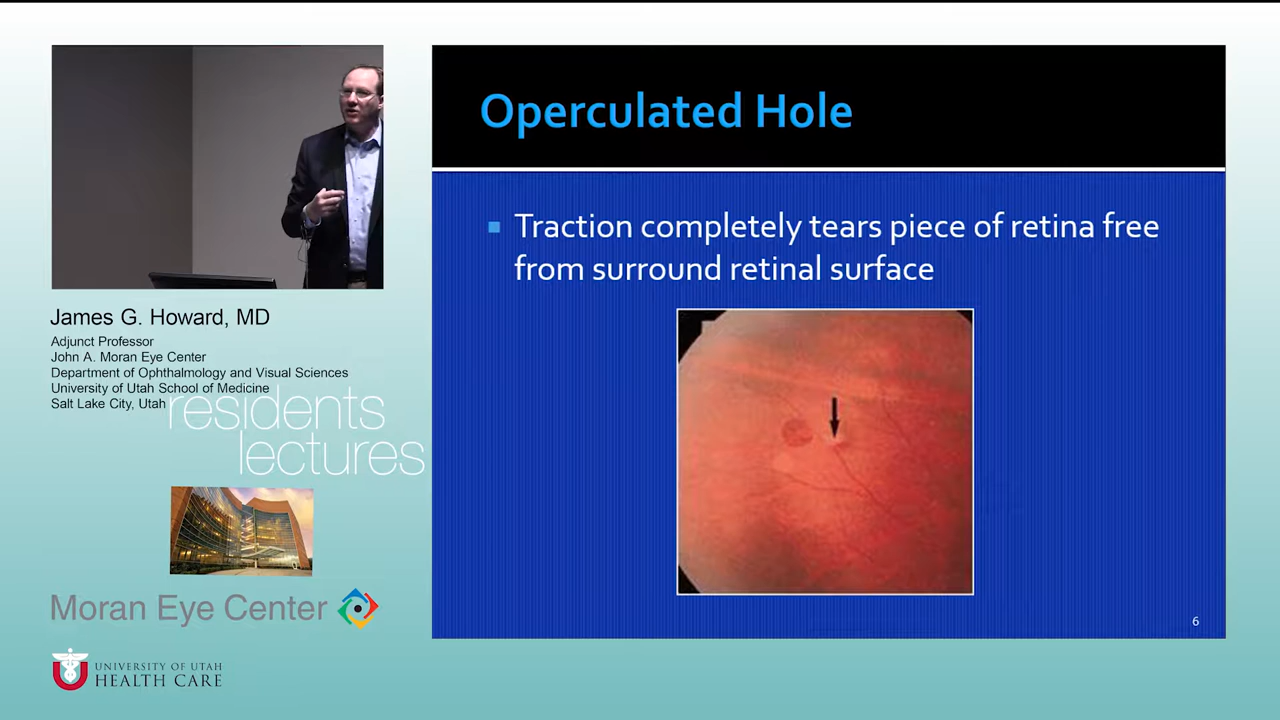 Operculated Hole
Traction completely tears piece of retina free
from surround retinal surface
6
James G. Howard, MD
Adjunct Professor
John A. Moran Eye Center
Department of Ophthalmology and Visual Sciences
University of Utah School of Medicine
Salt Lake City, Utah
residents
lectures
Moran Eye Center
UNIVERSITY OF UTAH
HEALTH CARE